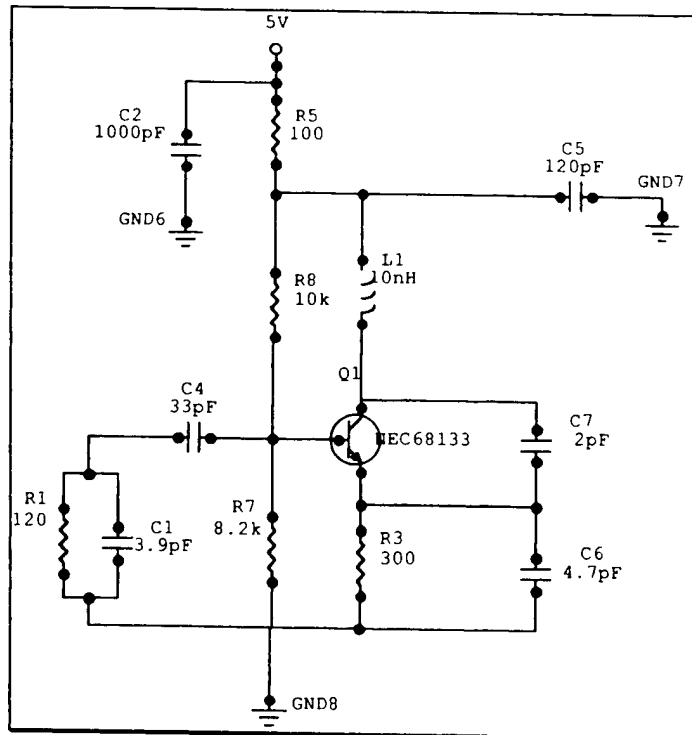 5V
C2
1000pF
R5
100
C5
120pF
GND7
GND6
L1
10nH
R8
10k
Q1
C4
33pF
NEC68133
C7
2pF
R1
120
C1
3.9pF
R7
8.2k
R3
300
C6
4.7pF
GND8